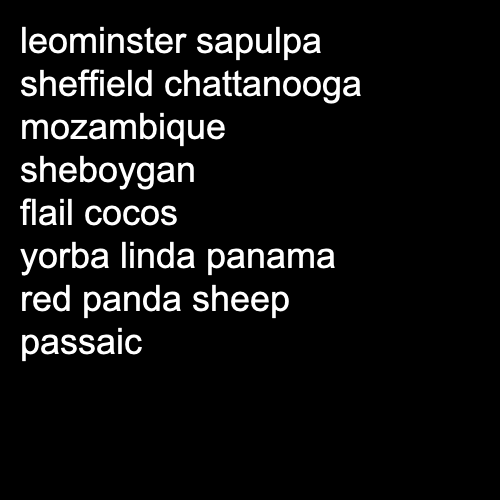 leominster sapulpa
sheffield chattanooga
mozambique
sheboygan
flail cocos
yorba linda panama
red panda sheep
passaic